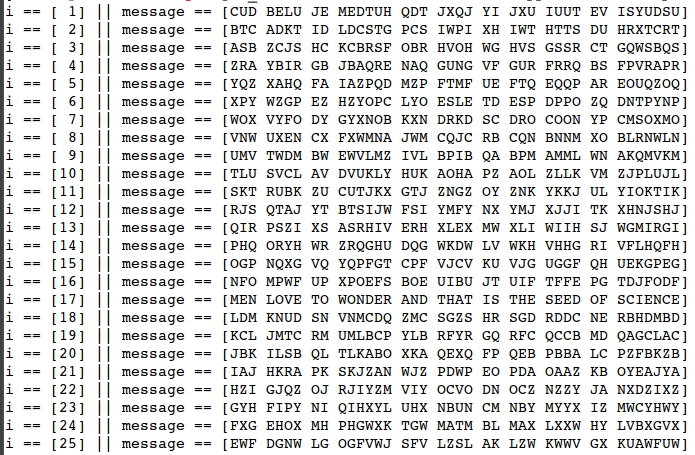 i == [ 1] || message == [CUD BELU JE MEDTUH QDT JXQJ YI JXU IUUT EV ISYUDSU]
i == [ 2] || message == [BTC ADKT ID LDCSTG PCS IWPI XH IWT HTTS DU HRXTCRT]
i == [ 3] || message == [ASB ZCJS HC KCBRSF OBR HVOH WG HVS GSSR CT GQWSBQS]
i == [ 4] || message == [ZRA YBIR GB JBAQRE NAQ GUNG VF GUR FRRQ BS FPVRAPR]
i == [ 5] || message == [YQZ XAHQ FA IAZPQD MZP FTMF UE FTQ EQQP AR EOUQZOQ]
i == [ 6] || message == [XPY WZGP EZ HZYOPC LYO ESLE TD ESP DPPO ZQ DNTPYNP]
i == [ 7] || message == [WOX VYFO DY GYXNOB KXN DRKD SC DRO COON YP CMSOXMO]
i == [ 8] || message == [VNW UXEN CX FXWMNA JWM CQJC RB CQN BNNM XO BLRNWLN]
i == [ 9] || message == [UMV TWDM BW EWVLMZ IVL BPIB QA BPM AMML WN AKQMVKM]
i == [10] || message == [TLU SVCL AV DVUKLY HUK AOHA PZ AOL ZLLK VM ZJPLUJL]
i == [11] || message == [SKT RUBK ZU CUTJKX GTJ ZNGZ OY ZNK YKKJ UL YIOKTIK]
i == [12] || message == [RJS QTAJ YT BTSIJW FSI YMFY NX YMJ XJJI TK XHNJSHJ]
i == [13] || message == [QIR PSZI XS ASRHIV ERH XLEX MW XLI WIIH SJ WGMIRGI]
i == [14] || message == [PHQ ORYH WR ZRQGHU DQG WKDW LV WKH VHHG RI VFLHQFH]
i == [15] || message == [OGP NQXG VQ YQPFGT CPF VJCV KU VJG UGGF QH UEKGPEG]
i == [16] || message == [NFO MPWF UP XPOEFS BOE UIBU JT UIF TFFE PG TDJFODF]
i == [17] || message == [MEN LOVE TO WONDER AND THAT IS THE SEED OF SCIENCE]
i == [18] || message == [LDM KNUD SN VNMCDQ ZMC SGZS HR SGD RDDC NE RBHDMBD]
i == [19] || message == [KCL JMTC RM UMLBCP YLB RFYR GQ RFC QCCB MD QAGCLAC]
i == [20] || message == [JBK ILSB QL TLKABO XKA QEXQ FP QEB PBBA LC PZFBKZB]
i == [21] || message == [IAJ HKRA PK SKJZAN WJZ PDWP EO PDA OAAZ KB OYEAJYA]
i == [22] || message == [HZI GJQZ OJ RJIYZM VIY OCVO DN OCZ NZZY JA NXDZIXZ]
i == [23] || message == [GYH FIPY NI QIHXYL UHX NBUN CM NBY MYYX IZ MWCYHWY]
i == [24] || message == [FXG EHOX MH PHGWXK TGW MATM BL MAX LXXW HY LVBXGVX]
i == [25] || message == [EWF DGNW LG OGFVWJ SFV LZSL AK LZW KWWV GX KUAWFUW]